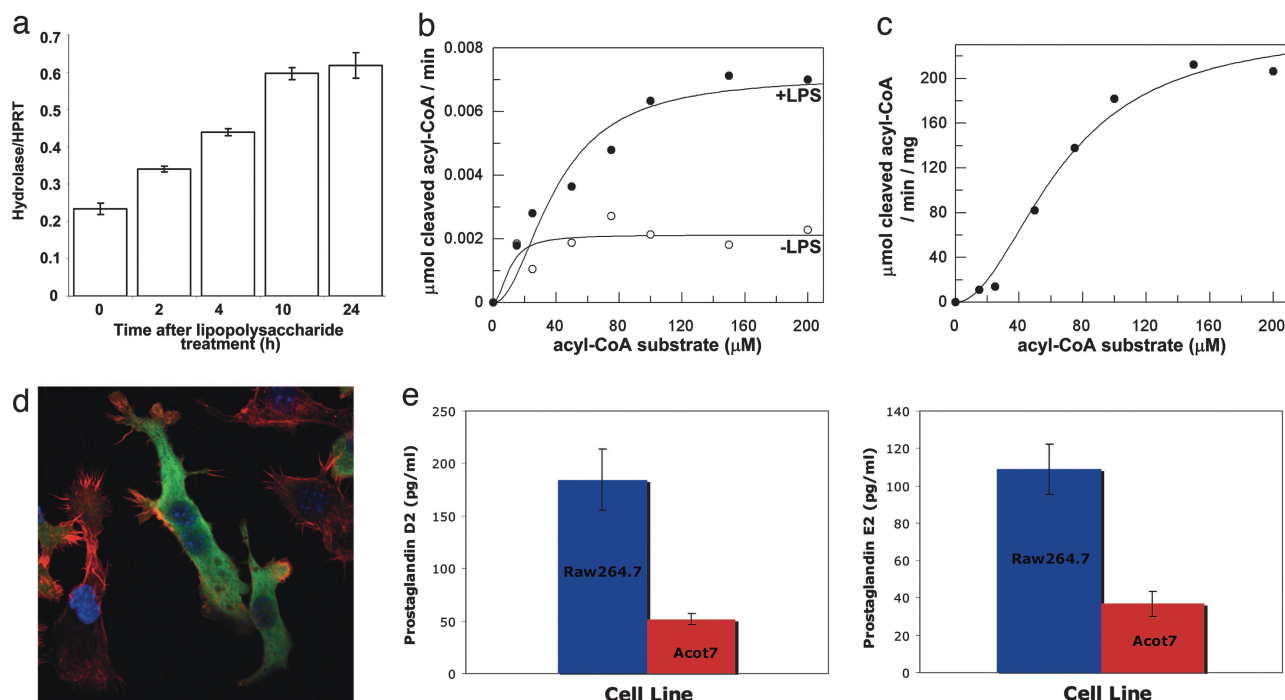 a
0.7
0.6
0.5
0.4
0.3
0.2
0.1
0
Hydrolase/HPRT
0 2 4 10 24
Time after lipopolysaccharide
treatment (h)
b
0.008
0.006
0.004
0.002
0
μmol cleaved acyl-CoA / min
+LPS
-LPS
0 40 80 120 160 200
acyl-CoA substrate (μM)
c
200
160
120
80
40
0
μmol cleaved acyl-CoA
/ min / mg
0 40 80 120 160 200
acyl-CoA substrate (μM)
d
e
250
200
150
100
50
0
Prostaglandin D2 (pg/ml)
Raw264.7
Acot7
Cell Line
140
120
100
80
60
40
20
0
Prostaglandin E2 (pg/ml)
Raw264.7
Acot7
Cell Line